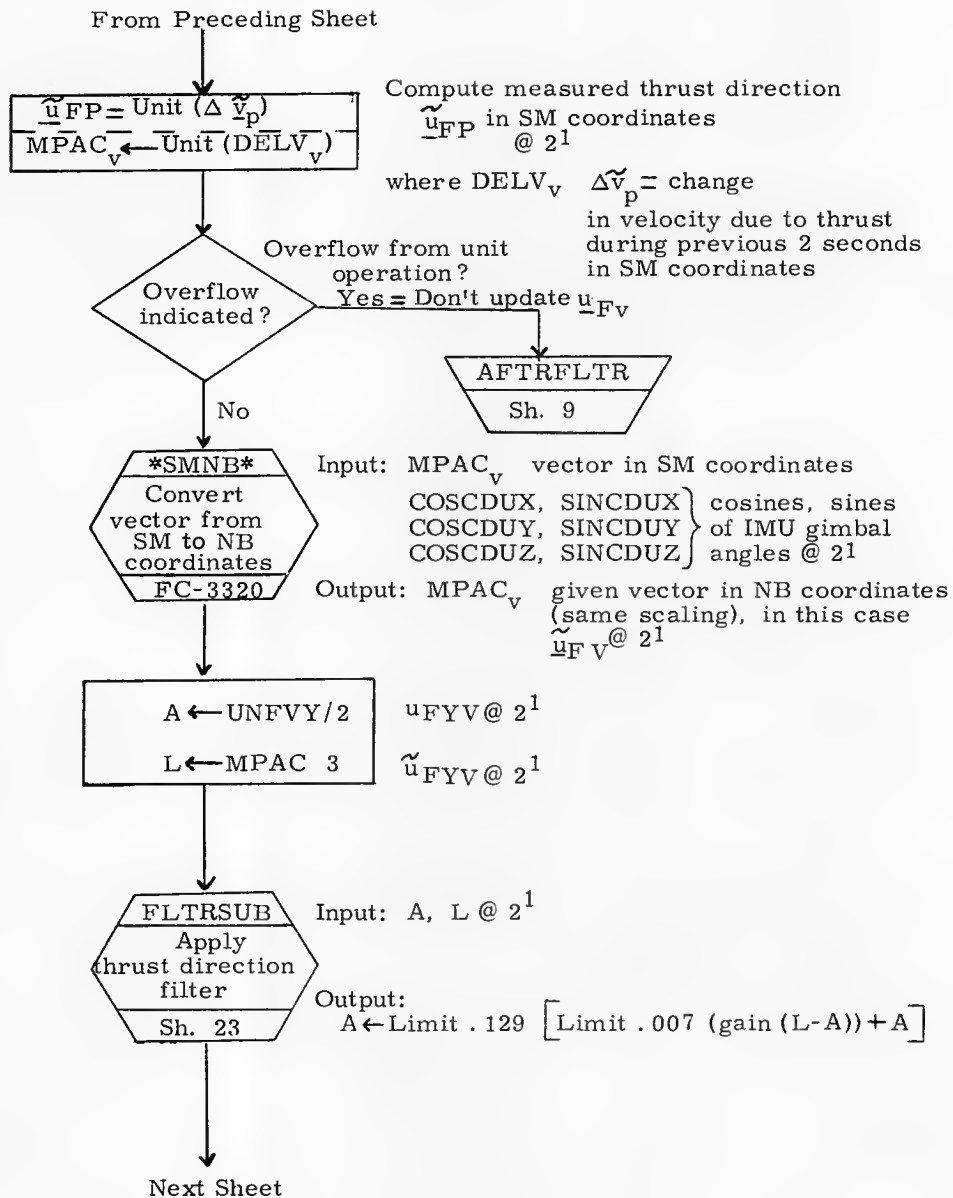 From Preceding Sheet
ũFP = Unit (Δ ṽp)
MPACv ← Unit (DELVv)
Compute measured thrust direction
ũFP in SM coordinates
@ 2¹
where DELVv Δṽp = change
in velocity due to thrust
during previous 2 seconds
in SM coordinates
Overflow
indicated?
Overflow from unit
operation?
Yes = Don't update uFv
AFTRFLTR
Sh. 9
No
*SMNB*
Convert
vector from
SM to NB
coordinates
FC-3320
Input: MPACv vector in SM coordinates
COSCDUX, SINCDUX } cosines, sines
COSCDUY, SINCDUY } of IMU gimbal
COSCDUZ, SINCDUZ } angles @ 2¹
Output: MPACv given vector in NB coordinates
(same scaling), in this case
ũF V @ 2¹
A ← UNFVY/2 uFYV @ 2¹
L ← MPAC 3 ũFYV @ 2¹
FLTRSUB
Apply
thrust direction
filter
Sh. 23
Input: A, L @ 2¹
Output:
A ← Limit .129 [Limit .007 (gain (L-A)) + A]
Next Sheet